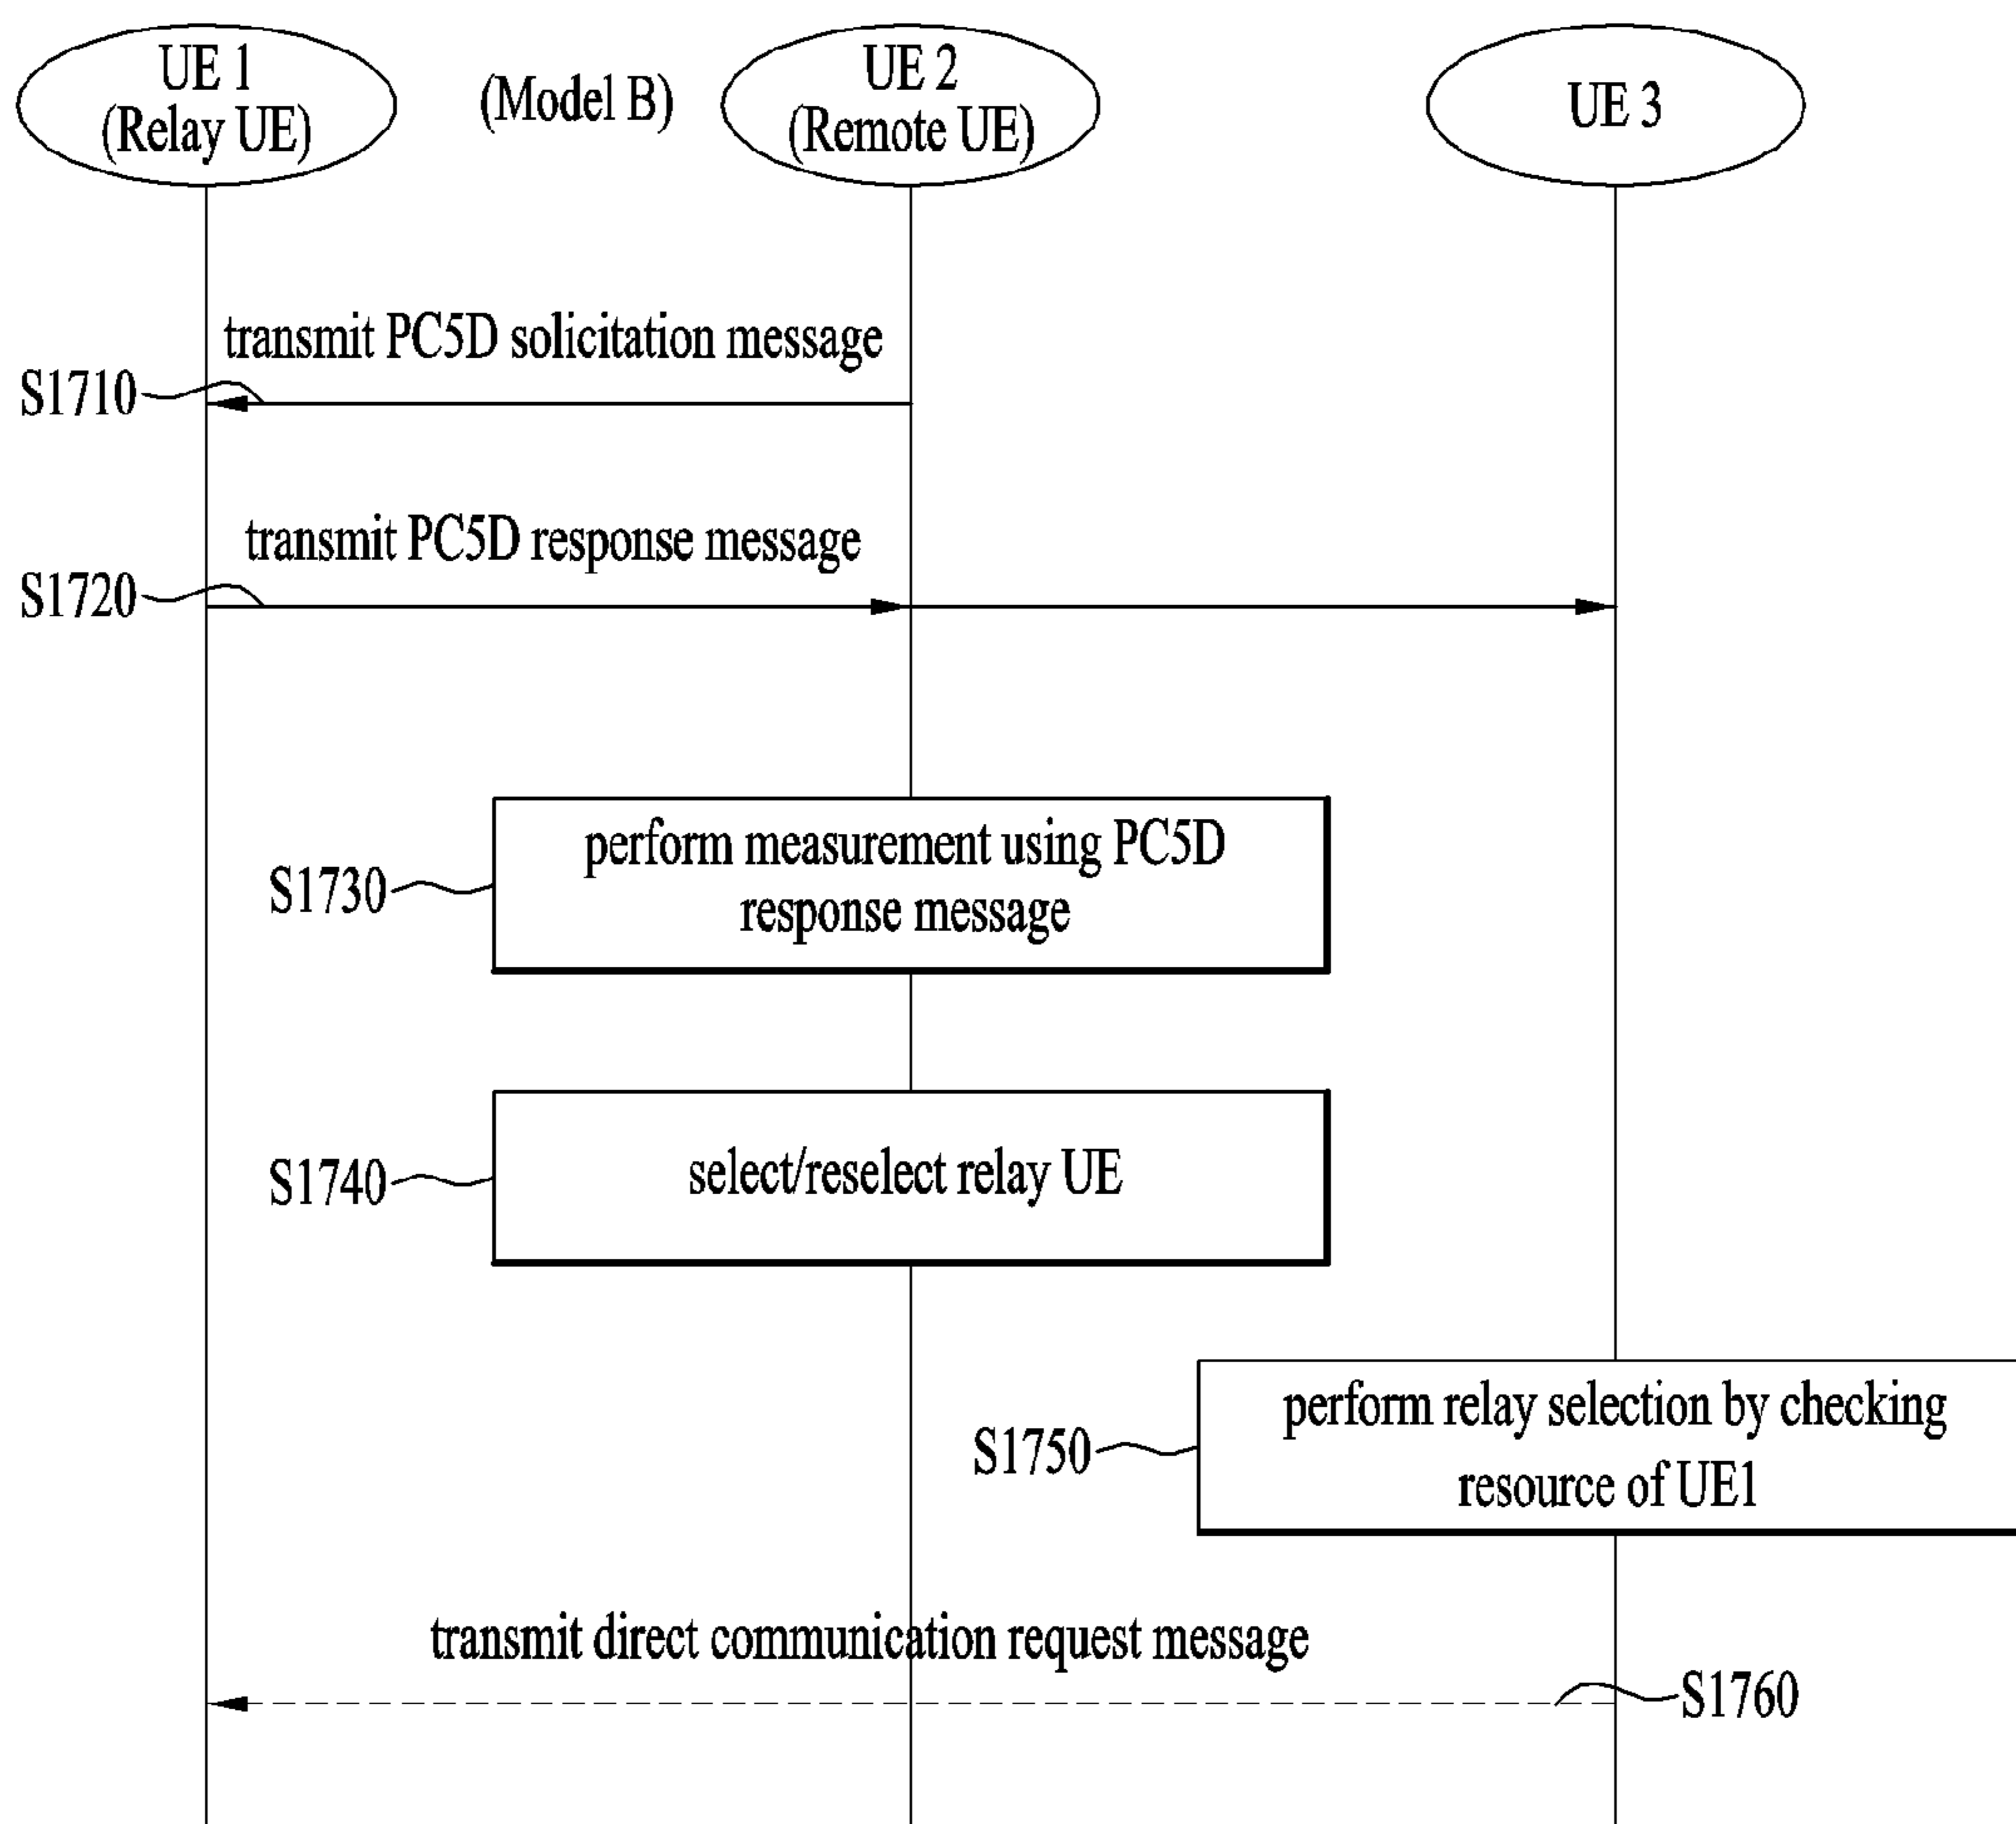 UE 1
(Relay UE)
(Model B)
UE 2
(Remote UE)
UE 3
transmit PC5D solicitation message
S1710
transmit PC5D response message
S1720
perform measurement using PC5D
response message
S1730
select/reselect relay UE
S1740
perform relay selection by checking
resource of UE1
S1750
transmit direct communication request message
S1760